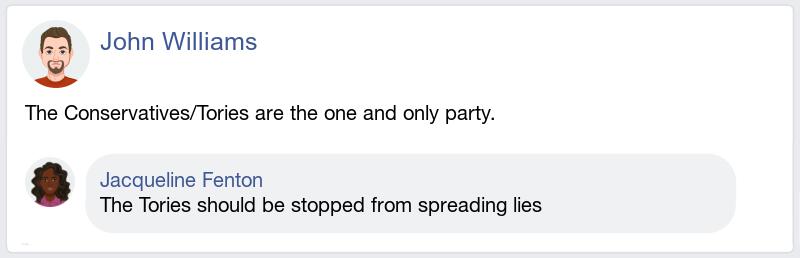 John Williams
The Conservatives/Tories are the one and only party.
Jacqueline Fenton
The Tories should be stopped from spreading lies